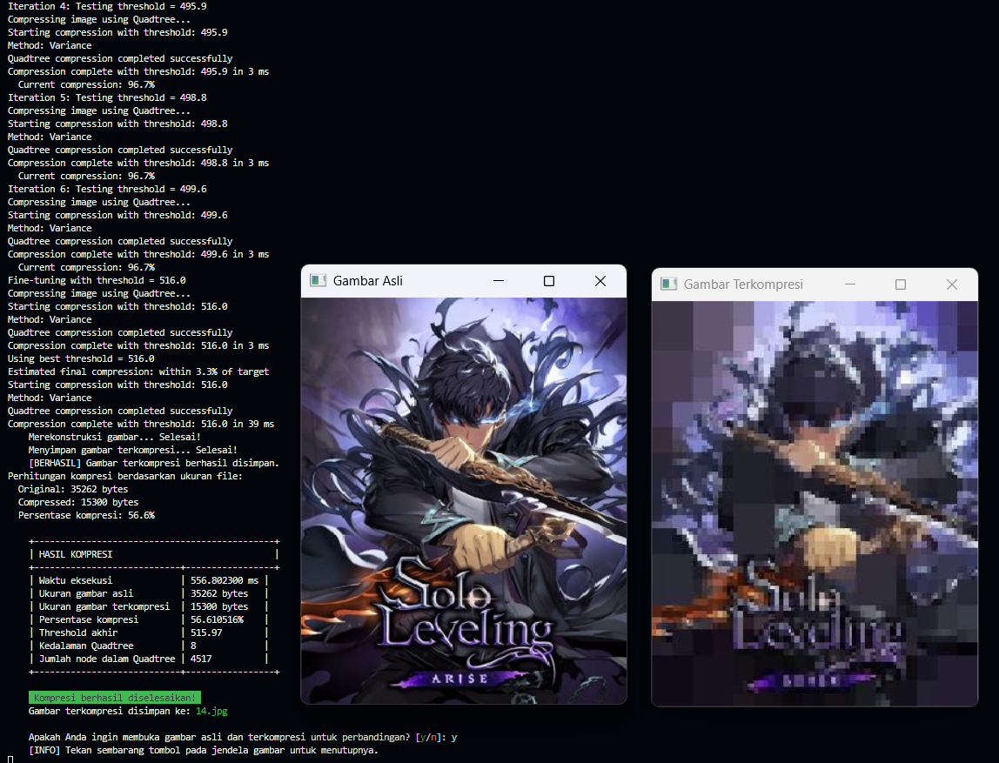 Iteration 4: Testing threshold = 495.9
Compressing image using Quadtree...
Starting compression with threshold: 495.9
Method: Variance
Quadtree compression completed successfully
Compression complete with threshold: 495.9 in 3 ms
Current compression: 96.7%
Iteration 5: Testing threshold = 498.8
Compressing image using Quadtree...
Starting compression with threshold: 498.8
Method: Variance
Quadtree compression completed successfully
Compression complete with threshold: 498.8 in 3 ms
Current compression: 96.7%
Iteration 6: Testing threshold = 499.6
Compressing image using Quadtree...
Starting compression with threshold: 499.6
Method: Variance
Quadtree compression completed successfully
Compression complete with threshold: 499.6 in 3 ms
Current compression: 96.7%
Fine-tuning with threshold = 516.0
Compressing image using Quadtree...
Starting compression with threshold: 516.0
Method: Variance
Quadtree compression completed successfully
Compression complete with threshold: 516.0 in 3 ms
Using best threshold = 516.0
Estimated final compression: within 3.3% of target
Starting compression with threshold: 516.0
Method: Variance
Quadtree compression completed successfully
Compression complete with threshold: 516.0 in 39 ms
Merekonstruksi gambar... Selesai!
Menyimpan gambar terkompresi... Selesai!
[BERHASIL] Gambar terkompresi berhasil disimpan.
Perhitungan kompresi berdasarkan ukuran file:
Original: 35262 bytes
Compressed: 15300 bytes
Persentase kompresi: 56.6%
+----------------------------------------------+
| HASIL KOMPRESI |
+----------------------------+-----------------+
| Waktu eksekusi | 556.802300 ms |
| Ukuran gambar asli | 35262 bytes |
| Ukuran gambar terkompresi | 15300 bytes |
| Persentase kompresi | 56.610516% |
| Threshold akhir | 515.97 |
| Kedalaman Quadtree | 8 |
| Jumlah node dalam Quadtree | 4517 |
+----------------------------+-----------------+
Kompresi berhasil diselesaikan!
Gambar terkompresi disimpan ke: 14.jpg
Apakah Anda ingin membuka gambar asli dan terkompresi untuk perbandingan? [y/n]: y
[INFO] Tekan sembarang tombol pada jendela gambar untuk menutupnya.
Gambar Asli
Solo
Leveling
ARISE
Gambar Terkompresi
Solo
Leveling